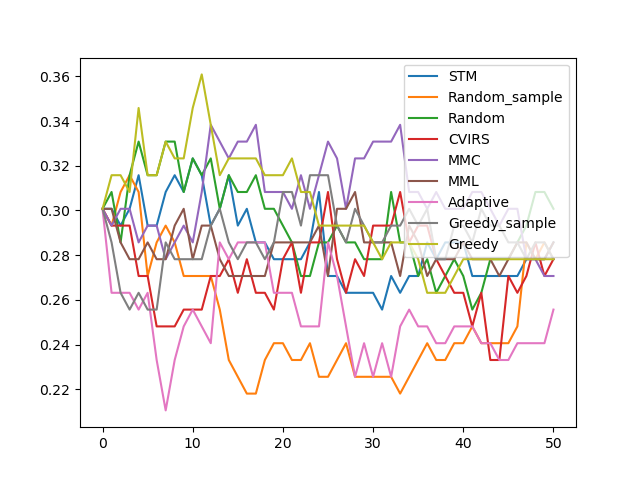 0.36
0.34
0.32
0.30
0.28
0.26
0.24
0.22
0
10
20
30
40
50
STM
Random_sample
Random
CVIRS
MMC
MML
Adaptive
Greedy_sample
Greedy